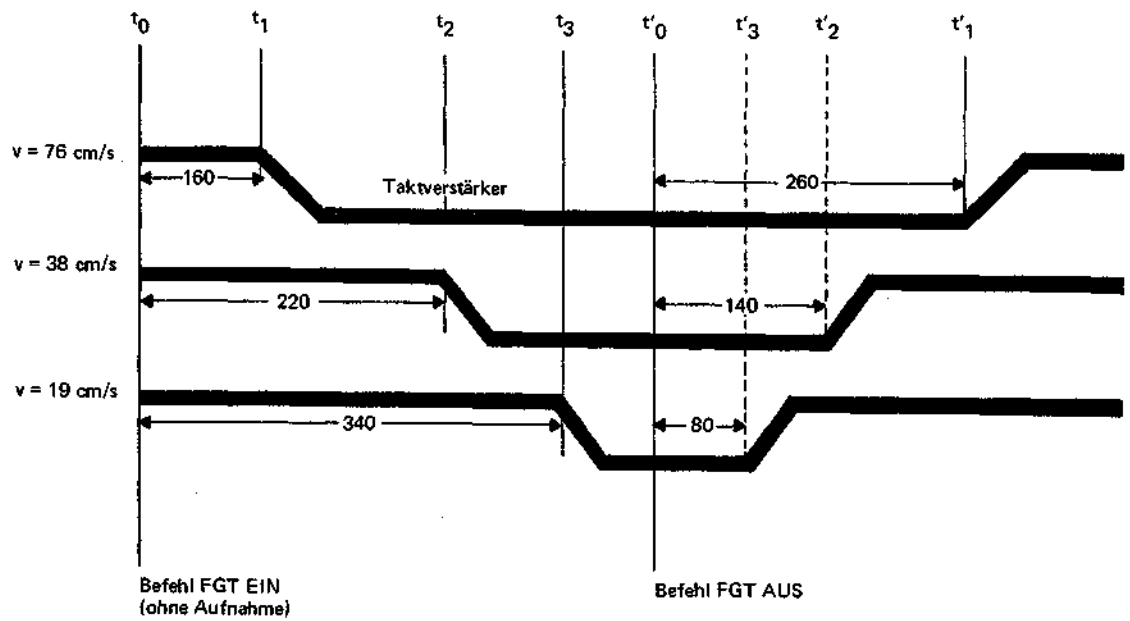 t0 t1 t2 t3 t'0 t'3 t'2 t'1
v = 76 cm/s
160
Taktverstärker
260
v = 38 cm/s
220
140
v = 19 cm/s
340
80
Befehl FGT EIN
(ohne Aufnahme)
Befehl FGT AUS